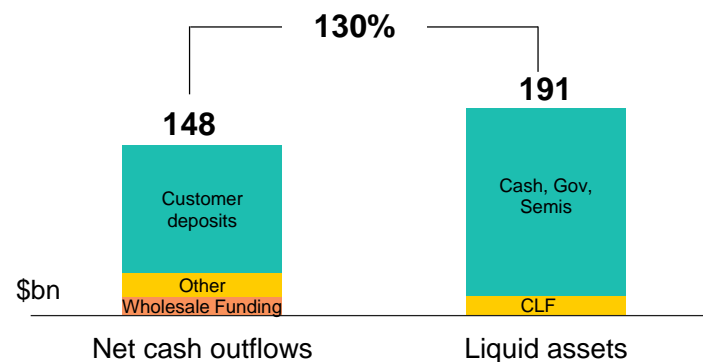 130%
148
191
Customer
deposits
Cash, Gov,
Semis
Other
$bn
Wholesale Funding
CLF
Net cash outflows
Liquid assets